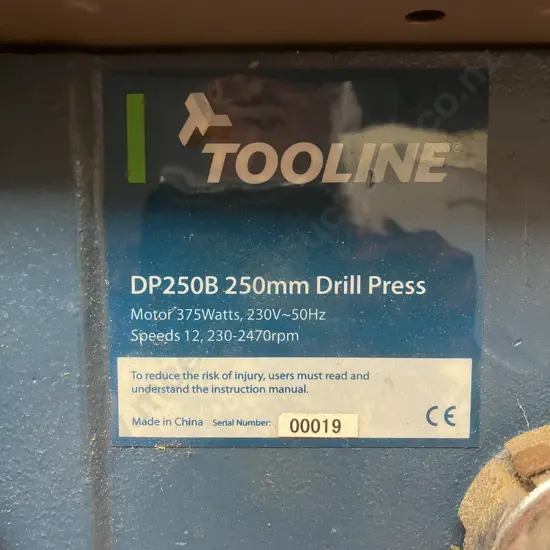 TOOLINE®
DP250B 250mm Drill Press
Motor 375Watts, 230V~50Hz
Speeds 12, 230-2470rpm
To reduce the risk of injury, users must read and
understand the instruction manual.
Made in China Serial Number: 00019
CE